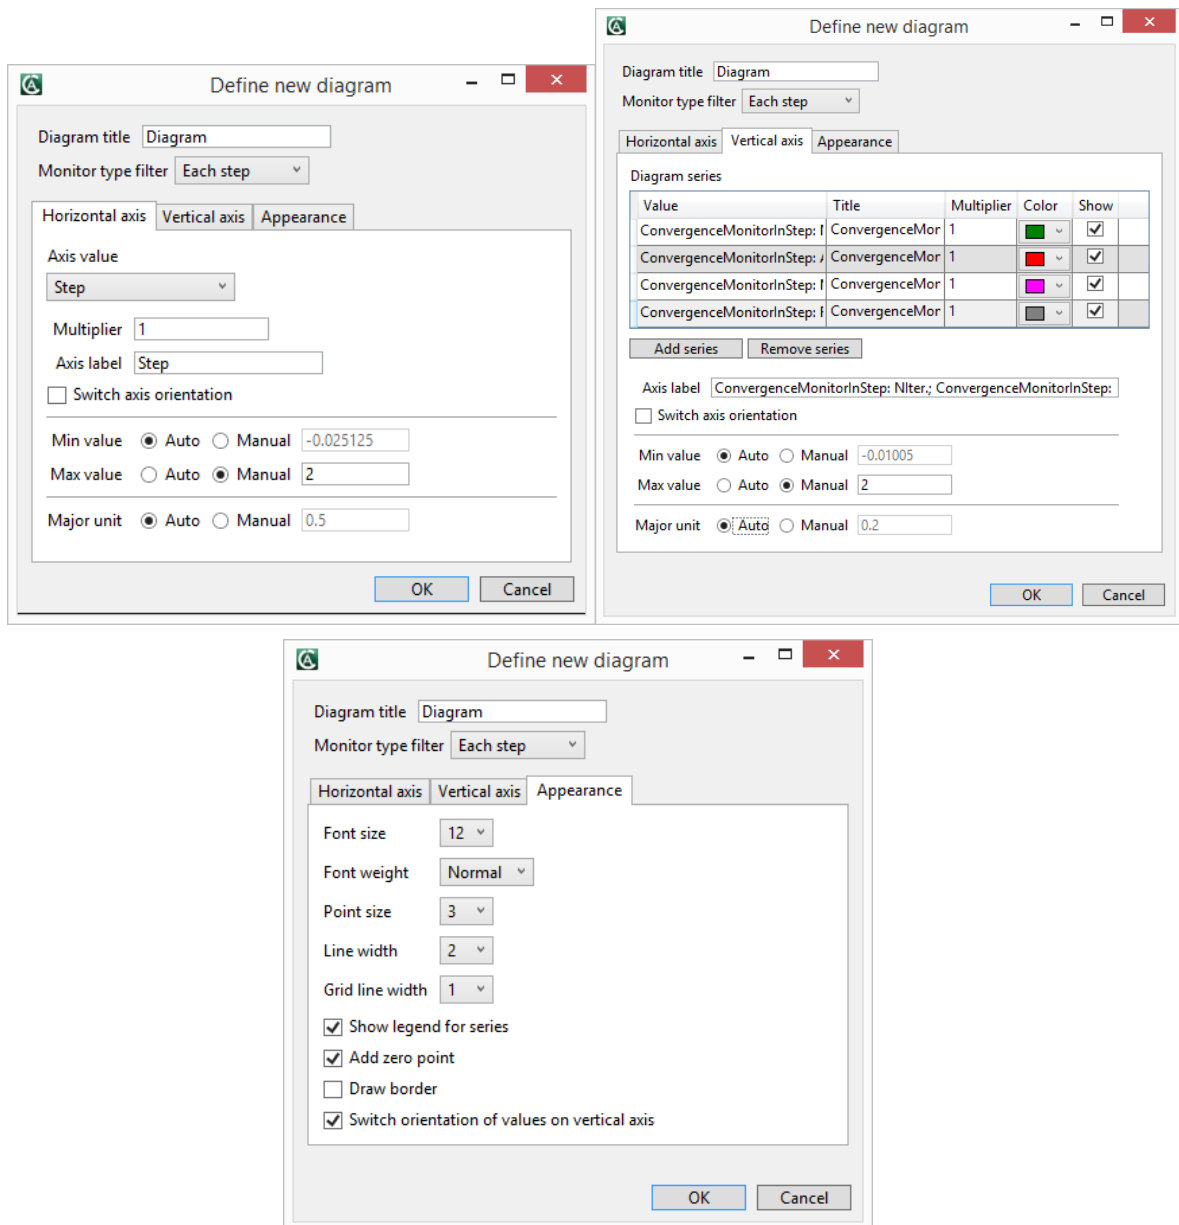 Define new diagram
Diagram title Diagram
Monitor type filter Each step
Horizontal axis Vertical axis Appearance
Axis value
Step
Multiplier 1
Axis label Step
Switch axis orientation
Min value Auto Manual -0.025125
Max value Auto Manual 2
Major unit Auto Manual 0.5
OK Cancel
Define new diagram
Diagram title Diagram
Monitor type filter Each step
Horizontal axis Vertical axis Appearance
Diagram series
Value Title Multiplier Color Show
ConvergenceMonitorInStep: ConvergenceMor 1
ConvergenceMonitorInStep: ConvergenceMor 1
ConvergenceMonitorInStep: ConvergenceMor 1
ConvergenceMonitorInStep: ConvergenceMor 1
Add series Remove series
Axis label ConvergenceMonitorInStep: NIter.; ConvergenceMonitorInStep:
Switch axis orientation
Min value Auto Manual -0.01005
Max value Auto Manual 2
Major unit Auto Manual 0.2
OK Cancel
Define new diagram
Diagram title Diagram
Monitor type filter Each step
Horizontal axis Vertical axis Appearance
Font size 12
Font weight Normal
Point size 3
Line width 2
Grid line width 1
Show legend for series
Add zero point
Draw border
Switch orientation of values on vertical axis
OK Cancel